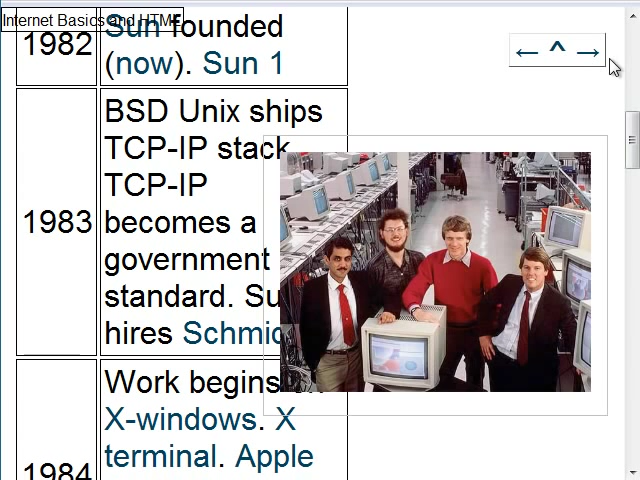 Internet Basics and HTML
1982
Sun founded
(now). Sun 1
← ^ →
1983
BSD Unix ships
TCP-IP stack
TCP-IP
becomes a
government
standard. Su
hires Schmid
1984
Work begins
X-windows. X
terminal. Apple